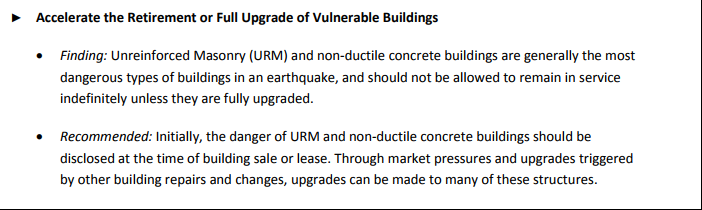 ► Accelerate the Retirement or Full Upgrade of Vulnerable Buildings
• Finding: Unreinforced Masonry (URM) and non-ductile concrete buildings are generally the most
dangerous types of buildings in an earthquake, and should not be allowed to remain in service
indefinitely unless they are fully upgraded.
• Recommended: Initially, the danger of URM and non-ductile concrete buildings should be
disclosed at the time of building sale or lease. Through market pressures and upgrades triggered
by other building repairs and changes, upgrades can be made to many of these structures.